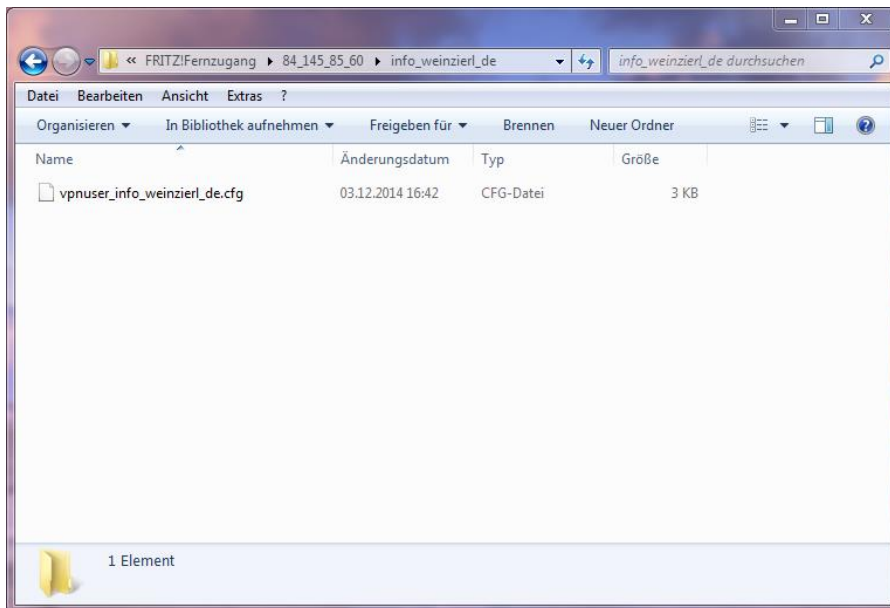 « FRITZ!Fernzugang ▸ 84_145_85_60 ▸ info_weinzierl_de info_weinzierl_de durchsuchen
Datei Bearbeiten Ansicht Extras ?
Organisieren In Bibliothek aufnehmen Freigeben für Brennen Neuer Ordner
Name Änderungsdatum Typ Größe
vpnuser_info_weinzierl_de.cfg 03.12.2014 16:42 CFG-Datei 3 KB
1 Element